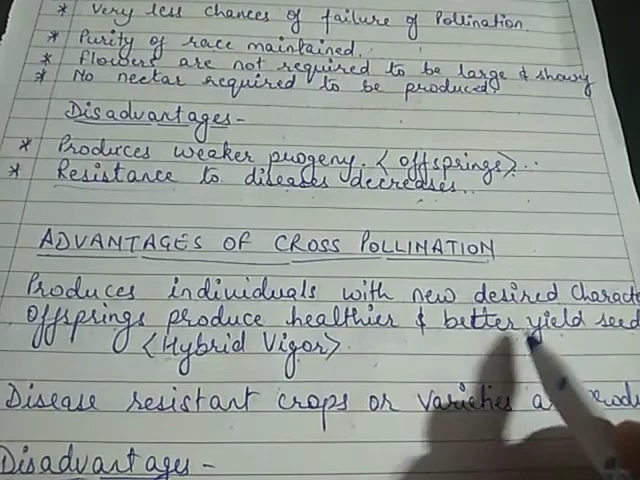 * Very less chances of failure of Pollination.
* Purity of race maintained.
* Flowers are not required to be large & showy
* No nectar required to be produced.
Disadvantages -
* Produces weaker progeny. <offsprings>..
* Resistance to diseases decreases..
ADVANTAGES OF CROSS POLLINATION
Produces individuals with new desired Characte
offsprings produce healthier & better yield seed
<Hybrid Vigor>.
Disease resistant crops or varieties
Disadvantages -